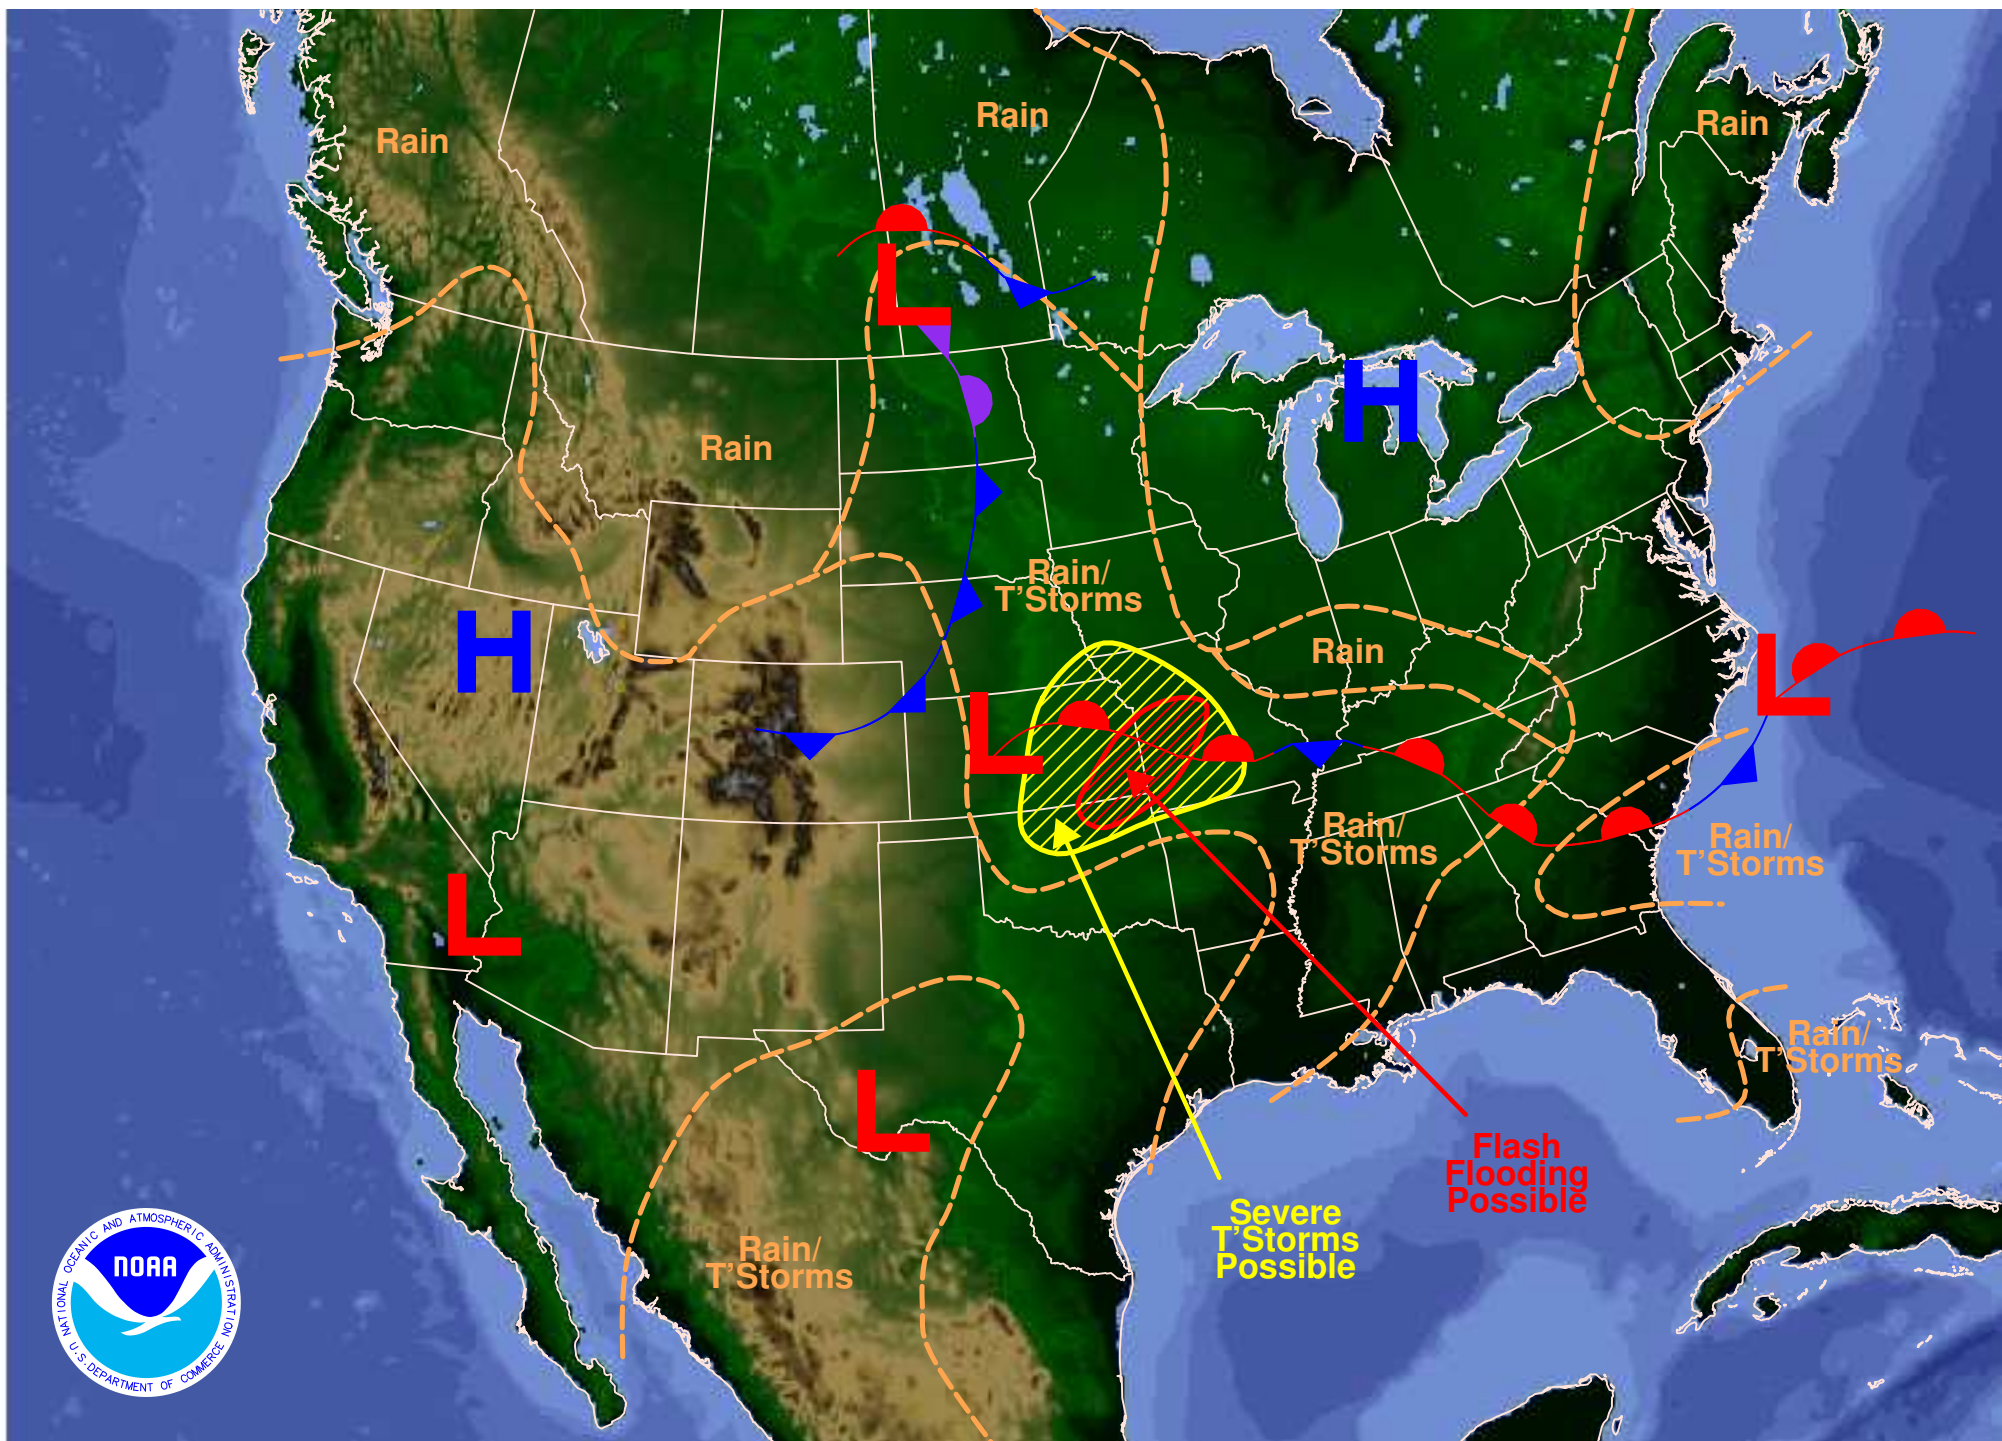 Rain
Rain
Rain
Rain
H
L
Rain/
T'Storms
H
Rain
L
L
Rain/
T'Storms
Rain/
T'Storms
L
Rain/
T'Storms
L
Flash
Flooding
Possible
Severe
T'Storms
Possible
Rain/
T'Storms
NATIONAL OCEANIC AND ATMOSPHERIC ADMINISTRATION
NOAA
U.S. DEPARTMENT OF COMMERCE